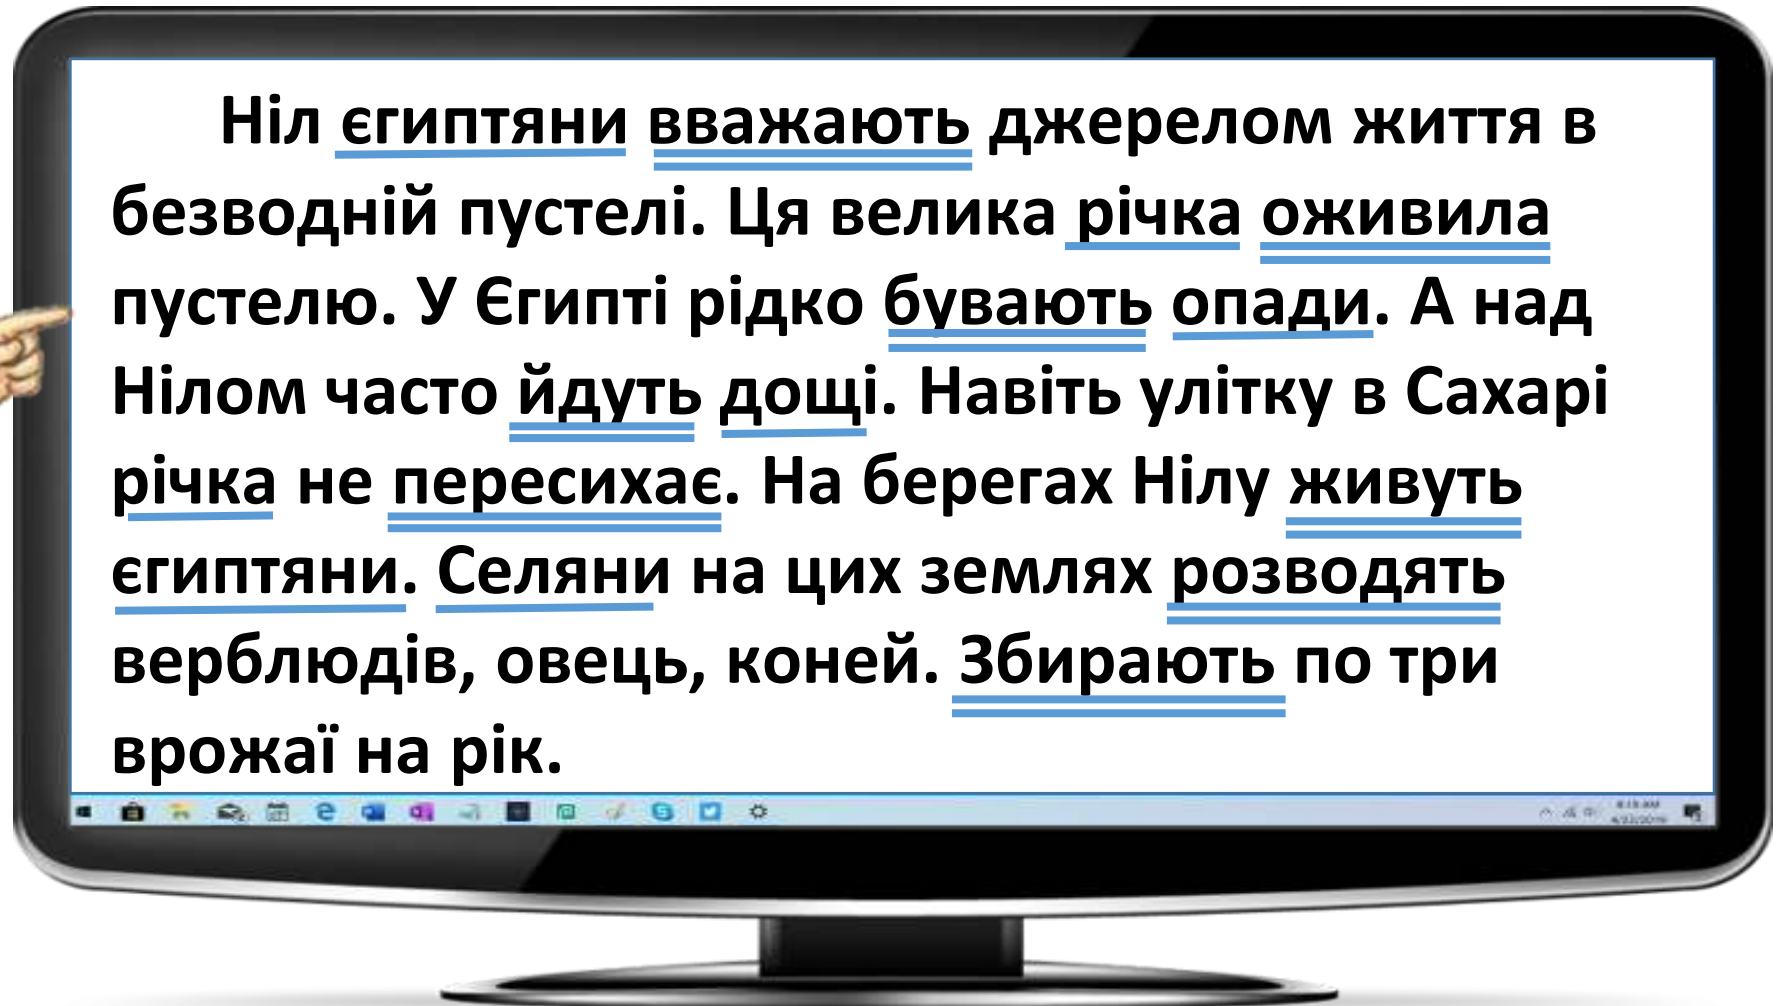 Ніл єгиптяни вважають джерелом життя в
безводній пустелі. Ця велика річка оживила
пустелю. У Єгипті рідко бувають опади. А над
Нілом часто йдуть дощі. Навіть улітку в Сахарі
річка не пересихає. На берегах Нілу живуть
єгиптяни. Селяни на цих землях розводять
верблюдів, овець, коней. Збирають по три
врожаї на рік.